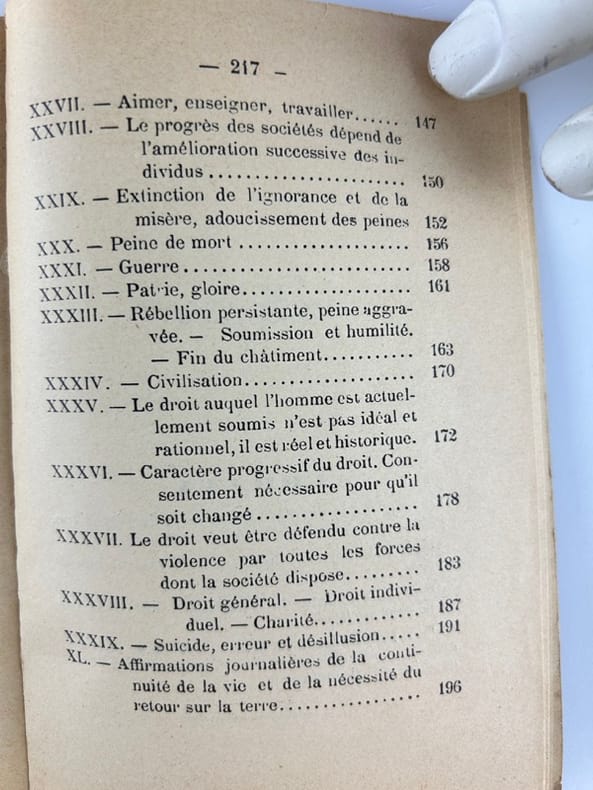 — 217 —
XXVII. — Aimer, enseigner, travailler...... 147
XXVIII. — Le progrès des sociétés dépend de
l'amélioration successive des in-
dividus ........................ 150
XXIX. — Extinction de l'ignorance et de la
misère, adoucissement des peines 152
XXX. — Peine de mort ................... 156
XXXI. — Guerre.......................... 158
XXXII. — Patrie, gloire................... 161
XXXIII. — Rébellion persistante, peine aggra-
vée. — Soumission et humilité.
— Fin du châtiment.......... 163
XXXIV. — Civilisation.................... 170
XXXV. — Le droit auquel l'homme est actuel-
lement soumis n'est pas idéal et
rationnel, il est réel et historique. 172
XXXVI. — Caractère progressif du droit. Con-
sentement nécessaire pour qu'il
soit changé .................. 178
XXXVII. Le droit veut être défendu contre la
violence par toutes les forces
dont la société dispose......... 183
XXXVIII. — Droit général. — Droit indivi-
duel. — Charité............. 187
XXXIX. — Suicide, erreur et désillusion..... 191
XL. — Affirmations journalières de la conti-
nuité de la vie et de la nécessité du
retour sur la terre................. 196